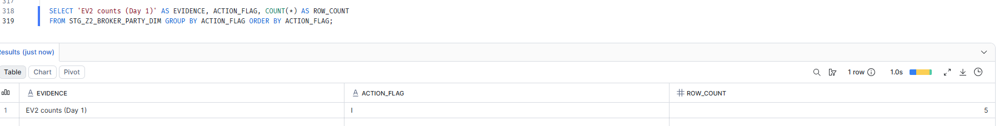 317
318 SELECT 'EV2 counts (Day 1)' AS EVIDENCE, ACTION_FLAG, COUNT(*) AS ROW_COUNT
319 FROM STG_Z2_BROKER_PARTY_DIM GROUP BY ACTION_FLAG ORDER BY ACTION_FLAG;
Results (just now)
Table Chart Pivot 1 row 1.0s
A EVIDENCE A ACTION_FLAG # ROW_COUNT
1 EV2 counts (Day 1) I 5